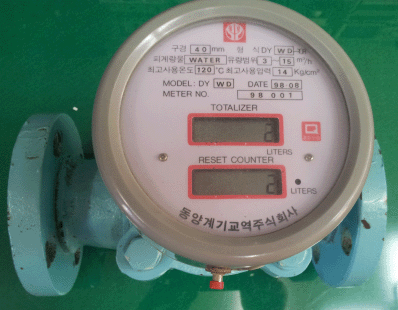 구경 40 mm 형 식 DY WD-DI
피계량물 WATER 유량범위 3 ~ 15 m³/h
최고사용온도 120 ℃ 최고사용압력 14 Kg/cm²
MODEL: DY WD DATE 98.08
METER NO. 98 001
TOTALIZER
2
LITERS
RESET COUNTER
2
LITERS
동양계기교역주식회사